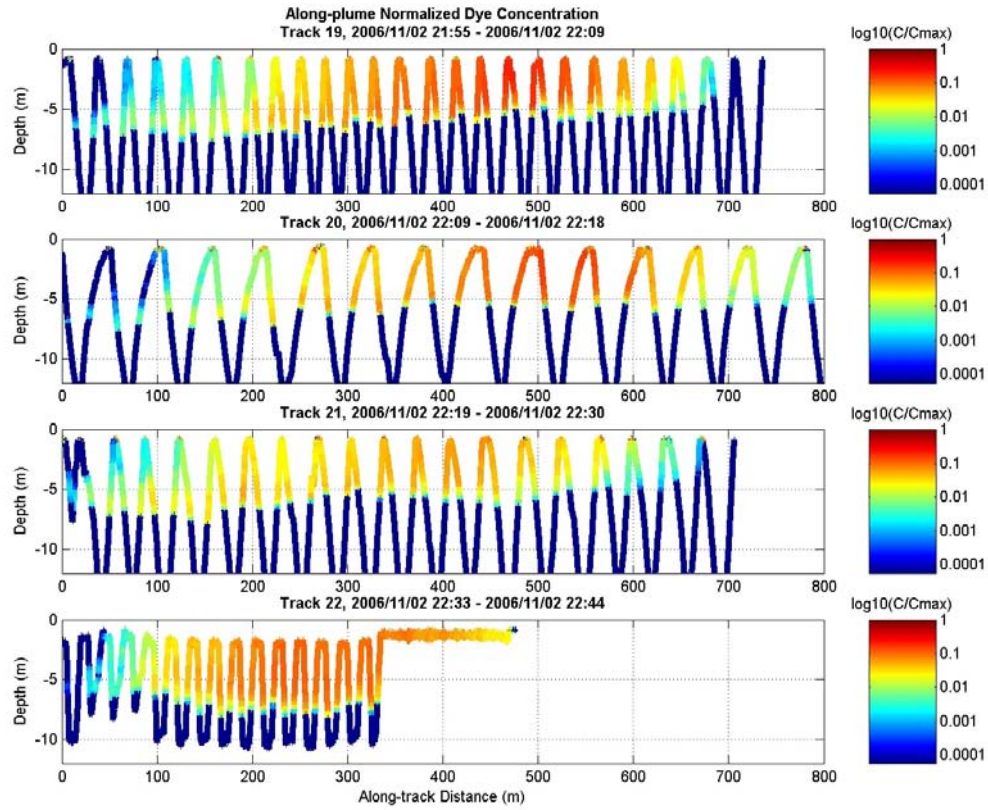 Along-plume Normalized Dye Concentration
Track 19, 2006/11/02 21:55 - 2006/11/02 22:09
log10(C/Cmax)
Depth (m)
0
-5
-10
0 100 200 300 400 500 600 700 800
1
0.1
0.01
0.001
0.0001
Track 20, 2006/11/02 22:09 - 2006/11/02 22:18
log10(C/Cmax)
Depth (m)
0
-5
-10
0 100 200 300 400 500 600 700 800
1
0.1
0.01
0.001
0.0001
Track 21, 2006/11/02 22:19 - 2006/11/02 22:30
log10(C/Cmax)
Depth (m)
0
-5
-10
0 100 200 300 400 500 600 700 800
1
0.1
0.01
0.001
0.0001
Track 22, 2006/11/02 22:33 - 2006/11/02 22:44
log10(C/Cmax)
Depth (m)
0
-5
-10
0 100 200 300 400 500 600 700 800
1
0.1
0.01
0.001
0.0001
Along-track Distance (m)